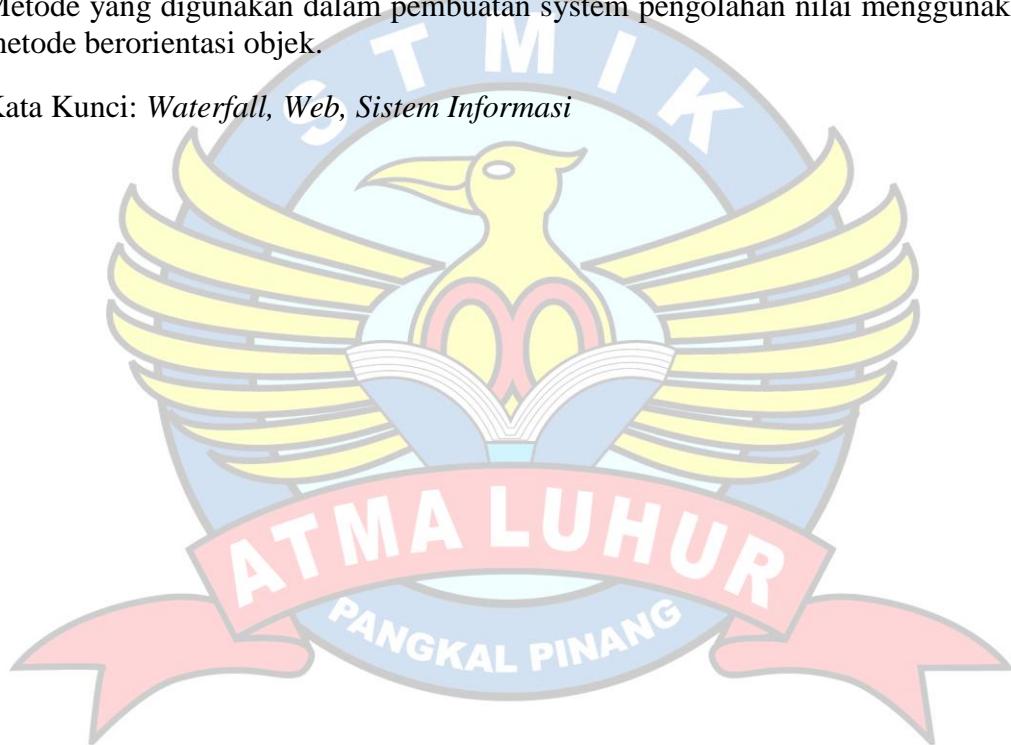 Metode yang digunakan dalam pembuatan system pengolahan nilai menggunak
metode berorientasi objek.
Kata Kunci: Waterfall, Web, Sistem Informasi
STMIK
ATMA LUHUR
PANGKAL PINANG